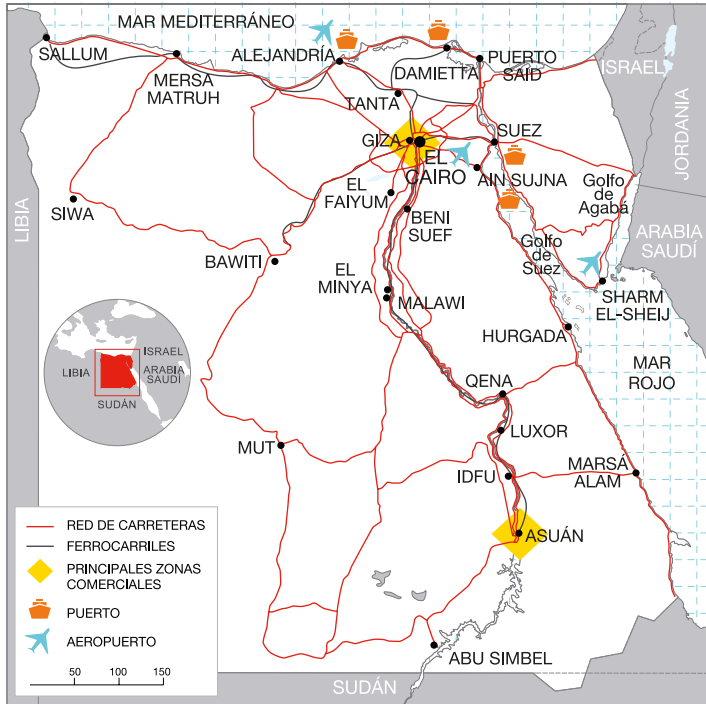 MAR MEDITERRÁNEO
SALLUM
MERSA
MATRUH
ALEJANDRÍA
DAMIETTA
PUERTO
SAID
ISRAEL
JORDANIA
TANTA
GIZA
EL
CAIRO
SUEZ
AIN SUJNA
Golfo
de
Agabá
ARABIA
SAUDÍ
LIBIA
SIWA
EL
FAIYUM
BENI
SUEF
BAWITI
Golfo
de
Suez
EL
MINYA
MALAWI
SHARM
EL-SHEIJ
HURGADA
MAR
ROJO
ISRAEL
LIBIA
ARABIA
SAUDÍ
SUDÁN
QENA
LUXOR
MUT
IDFU
MARSÁ
ALAM
ASUÁN
ABU SIMBEL
SUDÁN
RED DE CARRETERAS
FERROCARRILES
PRINCIPALES ZONAS
COMERCIALES
PUERTO
AEROPUERTO
50 100 150